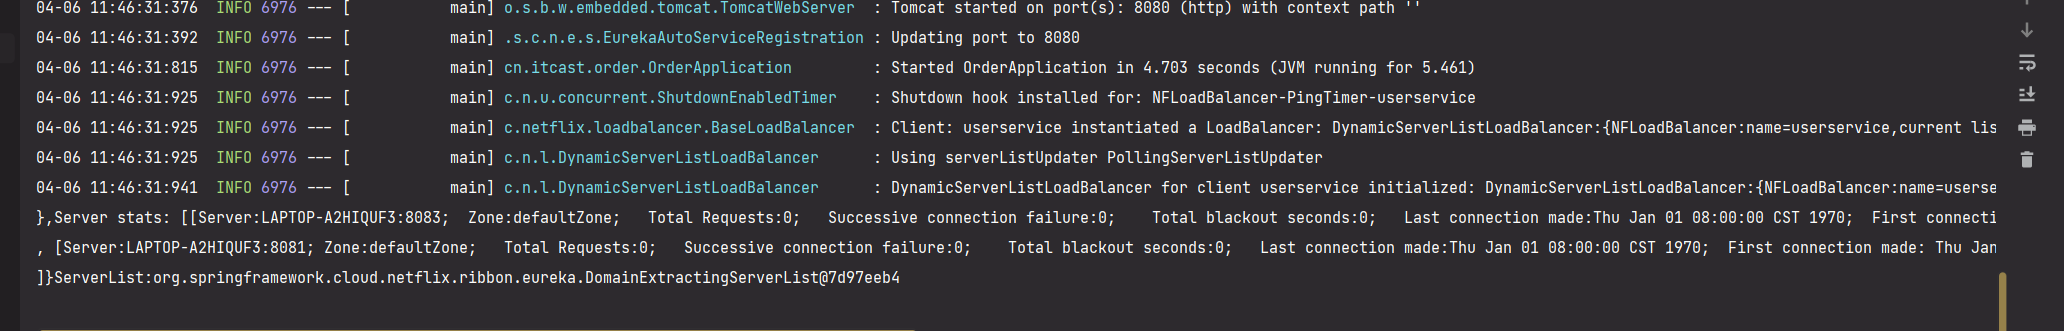 04-06 11:46:31:376  INFO 6976 --- [           main] o.s.b.w.embedded.tomcat.TomcatWebServer  : Tomcat started on port(s): 8080 (http) with context path ''
04-06 11:46:31:392  INFO 6976 --- [           main] .s.c.n.e.s.EurekaAutoServiceRegistration : Updating port to 8080
04-06 11:46:31:815  INFO 6976 --- [           main] cn.itcast.order.OrderApplication         : Started OrderApplication in 4.703 seconds (JVM running for 5.461)
04-06 11:46:31:925  INFO 6976 --- [           main] c.n.u.concurrent.ShutdownEnabledTimer    : Shutdown hook installed for: NFLoadBalancer-PingTimer-userservice
04-06 11:46:31:925  INFO 6976 --- [           main] c.netflix.loadbalancer.BaseLoadBalancer  : Client: userservice instantiated a LoadBalancer: DynamicServerListLoadBalancer:{NFLoadBalancer:name=userservice,current lis
04-06 11:46:31:925  INFO 6976 --- [           main] c.n.l.DynamicServerListLoadBalancer      : Using serverListUpdater PollingServerListUpdater
04-06 11:46:31:941  INFO 6976 --- [           main] c.n.l.DynamicServerListLoadBalancer      : DynamicServerListLoadBalancer for client userservice initialized: DynamicServerListLoadBalancer:{NFLoadBalancer:name=userse
},Server stats: [[Server:LAPTOP-A2HIQUF3:8083;  Zone:defaultZone;   Total Requests:0;   Successive connection failure:0;    Total blackout seconds:0;   Last connection made:Thu Jan 01 08:00:00 CST 1970;  First connecti
, [Server:LAPTOP-A2HIQUF3:8081; Zone:defaultZone;   Total Requests:0;   Successive connection failure:0;    Total blackout seconds:0;   Last connection made:Thu Jan 01 08:00:00 CST 1970;  First connection made: Thu Jan
]}ServerList:org.springframework.cloud.netflix.ribbon.eureka.DomainExtractingServerList@7d97eeb4